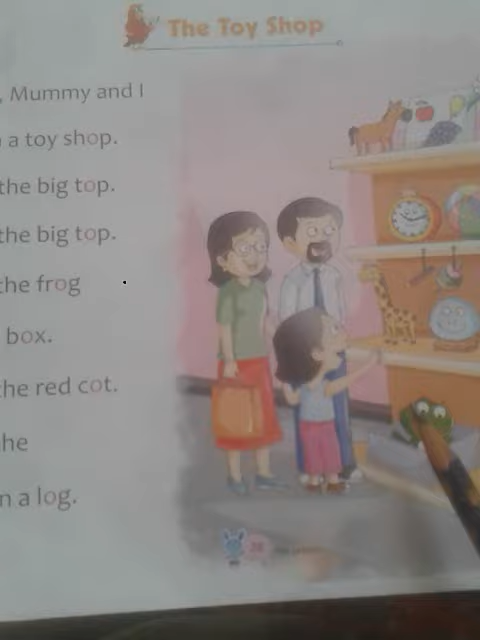 The Toy Shop
, Mummy and I
a toy shop.
the big top.
the big top.
the frog
box.
the red cot.
he
n a log.